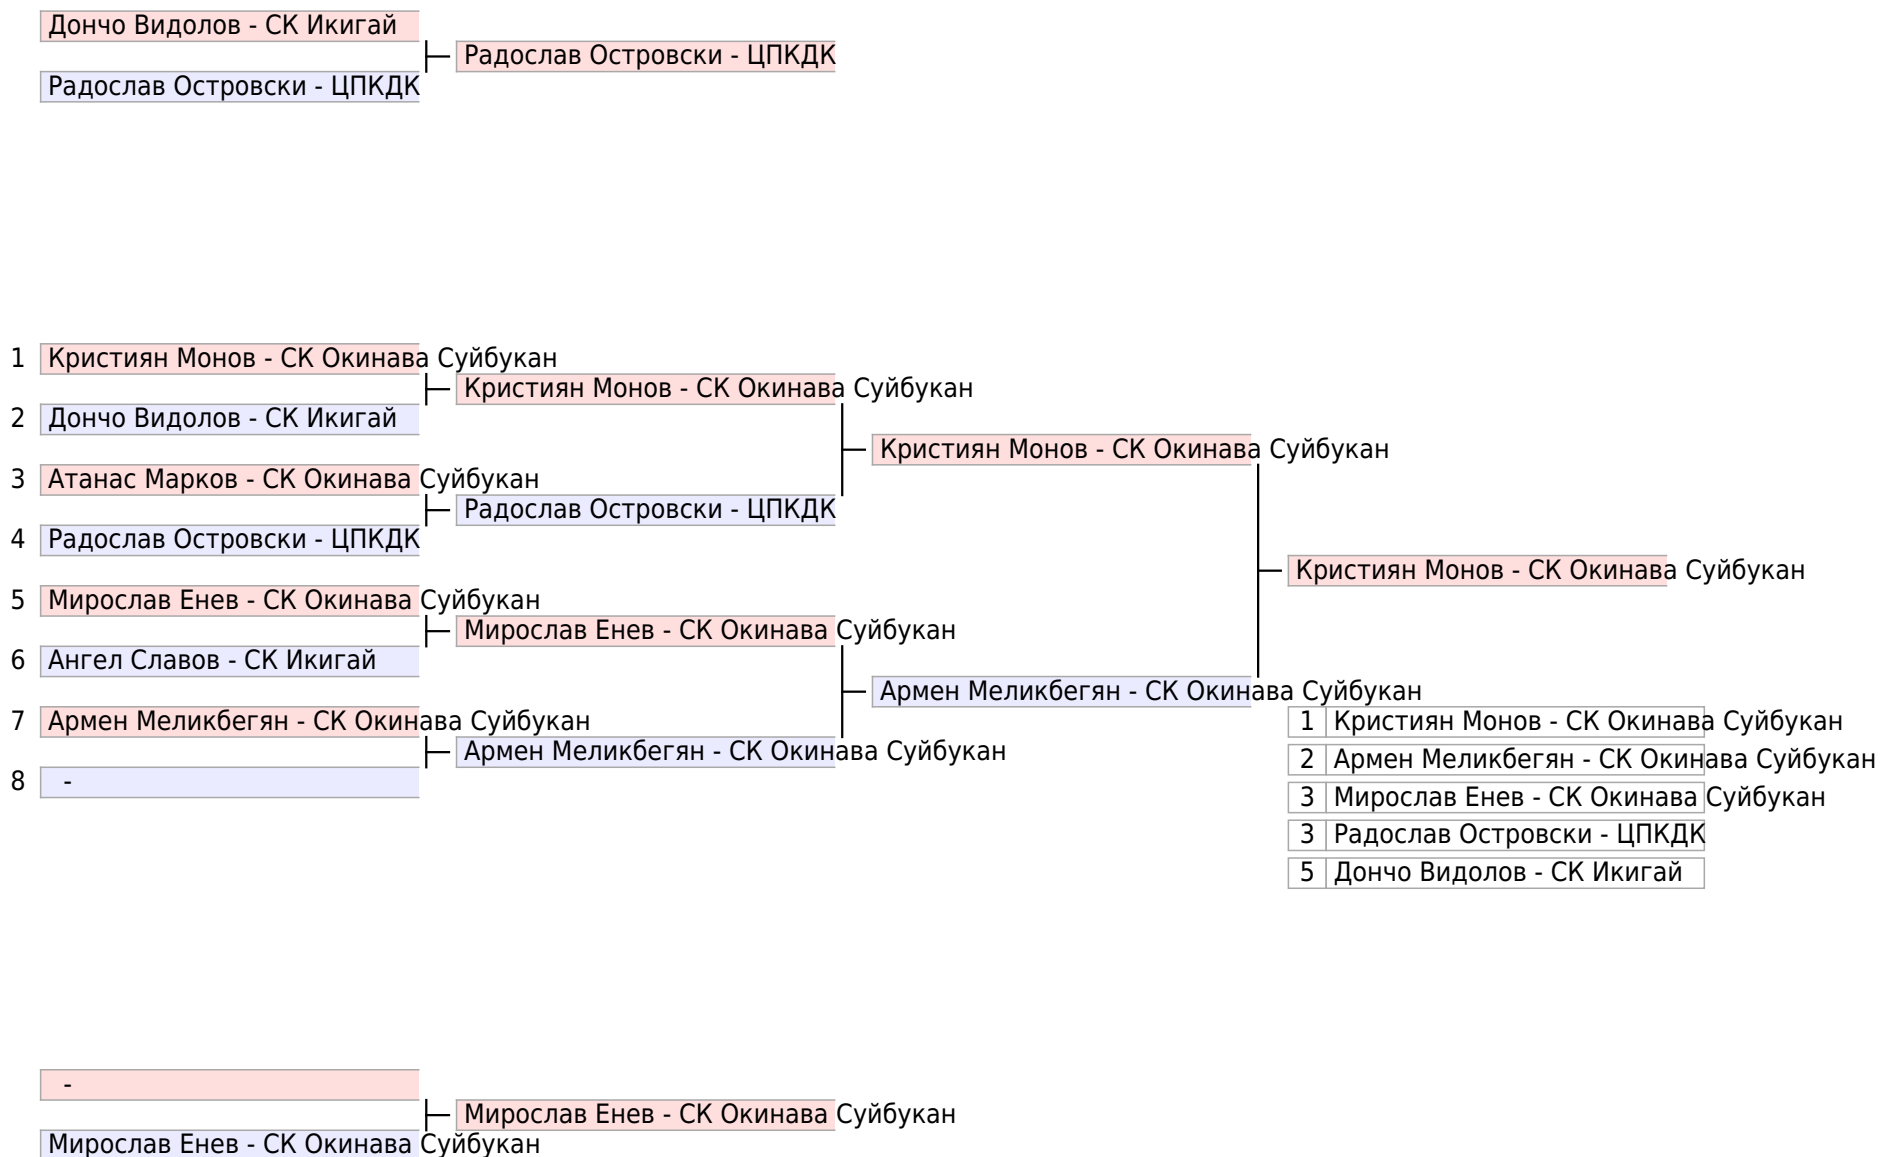 Дончо Видолов - СК Икигай
Радослав Островски - ЦПКДК
Радослав Островски - ЦПКДК
1 Кристиян Монов - СК Окинава Суйбукан
Кристиян Монов - СК Окинава Суйбукан
2 Дончо Видолов - СК Икигай
Кристиян Монов - СК Окинава Суйбукан
3 Атанас Марков - СК Окинава Суйбукан
Радослав Островски - ЦПКДК
4 Радослав Островски - ЦПКДК
Кристиян Монов - СК Окинава Суйбукан
5 Мирослав Енев - СК Окинава Суйбукан
Мирослав Енев - СК Окинава Суйбукан
6 Ангел Славов - СК Икигай
Армен Меликбегян - СК Окинава Суйбукан
7 Армен Меликбегян - СК Окинава Суйбукан
Армен Меликбегян - СК Окинава Суйбукан
8 -
1 Кристиян Монов - СК Окинава Суйбукан
2 Армен Меликбегян - СК Окинава Суйбукан
3 Мирослав Енев - СК Окинава Суйбукан
3 Радослав Островски - ЦПКДК
5 Дончо Видолов - СК Икигай
-
Мирослав Енев - СК Окинава Суйбукан
Мирослав Енев - СК Окинава Суйбукан